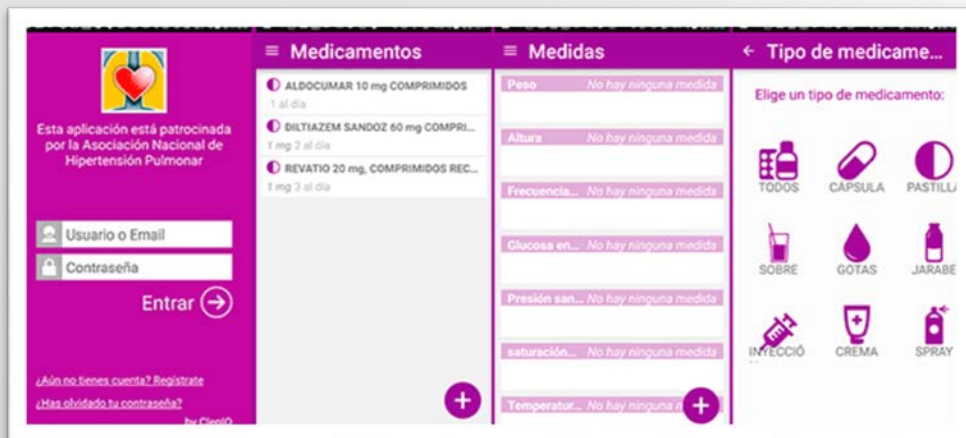 Esta aplicación está patrocinada
por la Asociación Nacional de
Hipertensión Pulmonar
Usuario o Email
Contraseña
Entrar
¿Aún no tienes cuenta? Regístrate
¿Has olvidado tu contraseña?
by ClepIO
Medicamentos
ALDOCUMAR 10 mg COMPRIMIDOS
1 al día
DILTIAZEM SANDOZ 60 mg COMPRI...
1 mg 2 al día
REVATIO 20 mg, COMPRIMIDOS REC...
1 mg 3 al día
Medidas
Peso No hay ninguna medida
Altura No hay ninguna medida
Frecuencia... No hay ninguna medida
Glucosa en... No hay ninguna medida
Presión san... No hay ninguna medida
saturación... No hay ninguna medida
Temperatur... No hay ninguna
Tipo de medicame...
Elige un tipo de medicamento:
TODOS CÁPSULA PASTILLA
SOBRE GOTAS JARABE
INYECCIÓ CREMA SPRAY